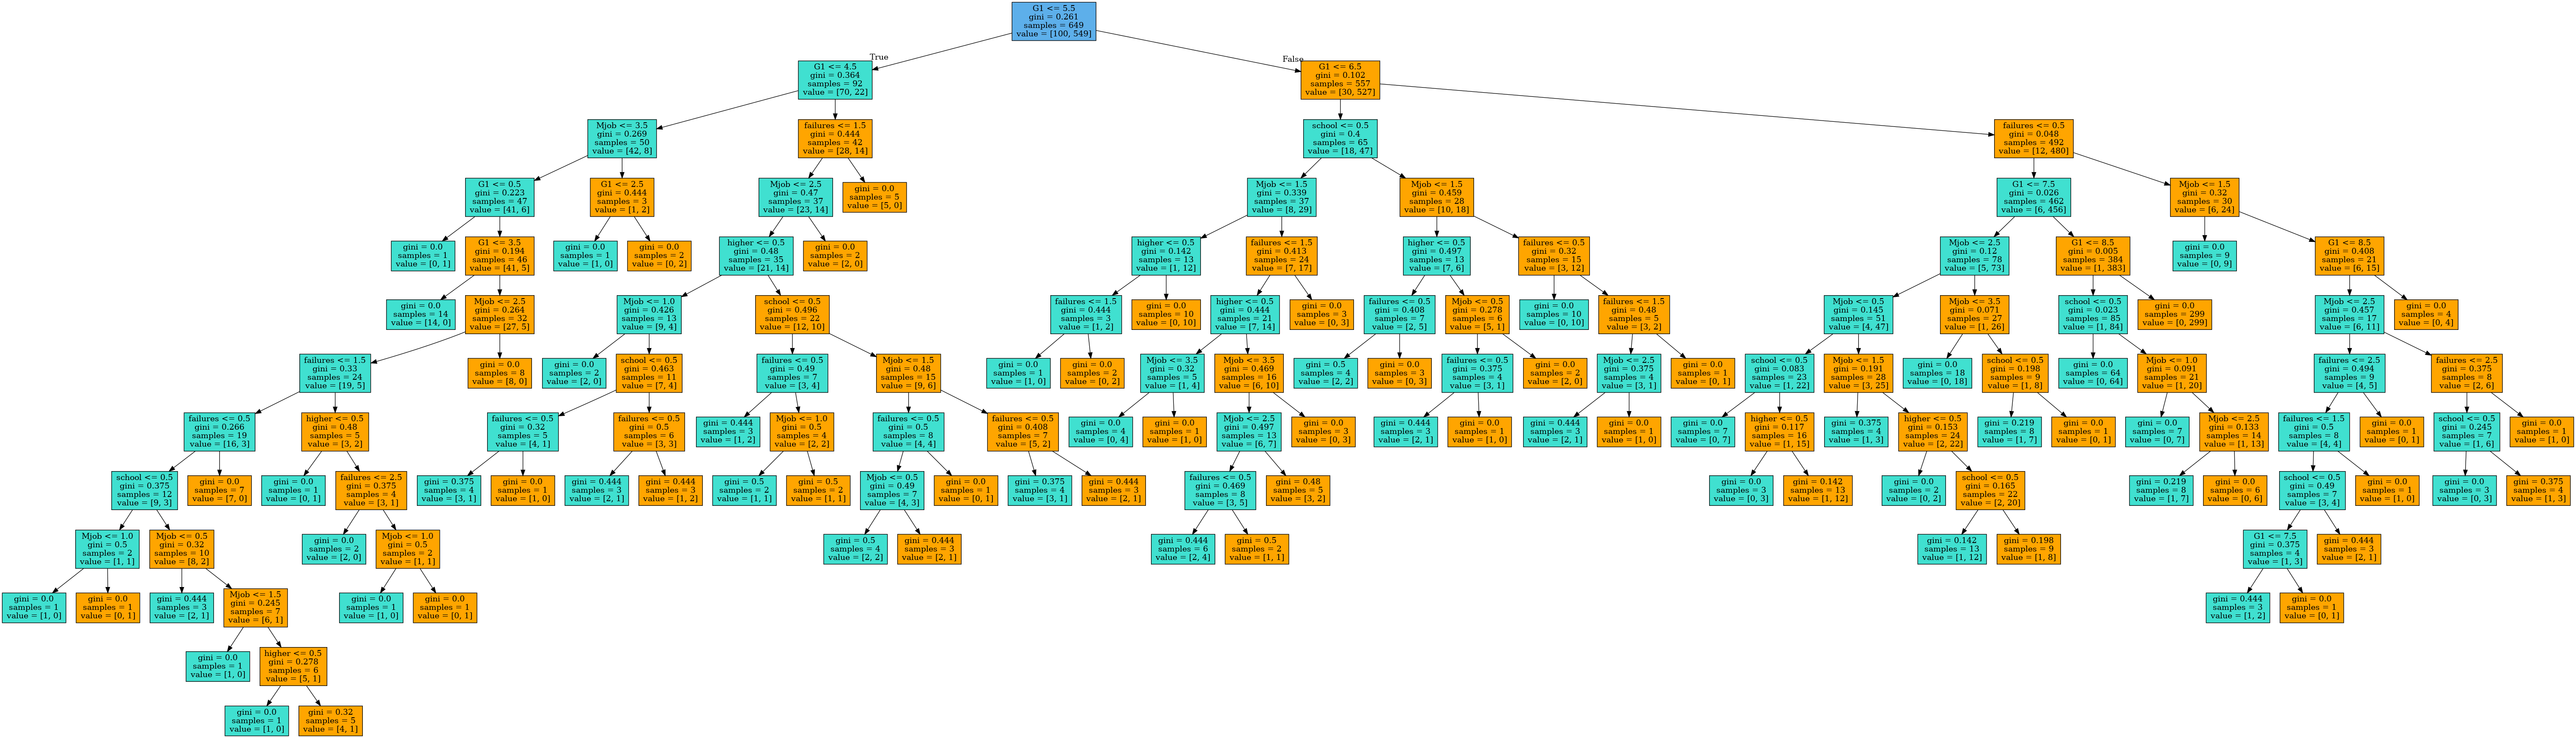 G1 <= 5.5
gini = 0.261
samples = 649
value = [100, 549]
True
False
G1 <= 4.5
gini = 0.364
samples = 92
value = [70, 22]
G1 <= 6.5
gini = 0.102
samples = 557
value = [30, 527]
Mjob <= 3.5
gini = 0.269
samples = 50
value = [42, 8]
failures <= 1.5
gini = 0.444
samples = 42
value = [28, 14]
school <= 0.5
gini = 0.4
samples = 65
value = [18, 47]
failures <= 0.5
gini = 0.048
samples = 492
value = [12, 480]
G1 <= 0.5
gini = 0.223
samples = 47
value = [41, 6]
G1 <= 2.5
gini = 0.444
samples = 3
value = [1, 2]
Mjob <= 2.5
gini = 0.47
samples = 37
value = [23, 14]
gini = 0.0
samples = 5
value = [5, 0]
Mjob <= 1.5
gini = 0.339
samples = 37
value = [8, 29]
Mjob <= 1.5
gini = 0.459
samples = 28
value = [10, 18]
G1 <= 7.5
gini = 0.026
samples = 462
value = [6, 456]
Mjob <= 1.5
gini = 0.32
samples = 30
value = [6, 24]
gini = 0.0
samples = 1
value = [0, 1]
G1 <= 3.5
gini = 0.194
samples = 46
value = [41, 5]
gini = 0.0
samples = 1
value = [1, 0]
gini = 0.0
samples = 2
value = [0, 2]
higher <= 0.5
gini = 0.48
samples = 35
value = [21, 14]
gini = 0.0
samples = 2
value = [2, 0]
higher <= 0.5
gini = 0.142
samples = 13
value = [1, 12]
failures <= 1.5
gini = 0.413
samples = 24
value = [7, 17]
higher <= 0.5
gini = 0.497
samples = 13
value = [7, 6]
failures <= 0.5
gini = 0.32
samples = 15
value = [3, 12]
Mjob <= 2.5
gini = 0.12
samples = 78
value = [5, 73]
G1 <= 8.5
gini = 0.005
samples = 384
value = [1, 383]
gini = 0.0
samples = 9
value = [0, 9]
G1 <= 8.5
gini = 0.408
samples = 21
value = [6, 15]
gini = 0.0
samples = 14
value = [14, 0]
Mjob <= 2.5
gini = 0.264
samples = 32
value = [27, 5]
Mjob <= 1.0
gini = 0.426
samples = 13
value = [9, 4]
school <= 0.5
gini = 0.496
samples = 22
value = [12, 10]
failures <= 1.5
gini = 0.444
samples = 3
value = [1, 2]
gini = 0.0
samples = 10
value = [0, 10]
higher <= 0.5
gini = 0.444
samples = 21
value = [7, 14]
gini = 0.0
samples = 3
value = [0, 3]
failures <= 0.5
gini = 0.408
samples = 7
value = [2, 5]
Mjob <= 0.5
gini = 0.278
samples = 6
value = [5, 1]
gini = 0.0
samples = 10
value = [0, 10]
failures <= 1.5
gini = 0.48
samples = 5
value = [3, 2]
Mjob <= 0.5
gini = 0.145
samples = 51
value = [4, 47]
Mjob <= 3.5
gini = 0.071
samples = 27
value = [1, 26]
school <= 0.5
gini = 0.023
samples = 85
value = [1, 84]
gini = 0.0
samples = 299
value = [0, 299]
Mjob <= 2.5
gini = 0.457
samples = 17
value = [6, 11]
gini = 0.0
samples = 4
value = [0, 4]
failures <= 1.5
gini = 0.33
samples = 24
value = [19, 5]
gini = 0.0
samples = 8
value = [8, 0]
gini = 0.0
samples = 2
value = [2, 0]
school <= 0.5
gini = 0.463
samples = 11
value = [7, 4]
failures <= 0.5
gini = 0.49
samples = 7
value = [3, 4]
Mjob <= 1.5
gini = 0.48
samples = 15
value = [9, 6]
gini = 0.0
samples = 1
value = [1, 0]
gini = 0.0
samples = 2
value = [0, 2]
Mjob <= 3.5
gini = 0.32
samples = 5
value = [1, 4]
Mjob <= 3.5
gini = 0.469
samples = 16
value = [6, 10]
gini = 0.5
samples = 4
value = [2, 2]
gini = 0.0
samples = 3
value = [0, 3]
failures <= 0.5
gini = 0.375
samples = 4
value = [3, 1]
gini = 0.0
samples = 2
value = [2, 0]
Mjob <= 2.5
gini = 0.375
samples = 4
value = [3, 1]
gini = 0.0
samples = 1
value = [0, 1]
school <= 0.5
gini = 0.083
samples = 23
value = [1, 22]
Mjob <= 1.5
gini = 0.191
samples = 28
value = [3, 25]
gini = 0.0
samples = 18
value = [0, 18]
school <= 0.5
gini = 0.198
samples = 9
value = [1, 8]
gini = 0.0
samples = 64
value = [0, 64]
Mjob <= 1.0
gini = 0.091
samples = 21
value = [1, 20]
failures <= 2.5
gini = 0.494
samples = 9
value = [4, 5]
failures <= 2.5
gini = 0.375
samples = 8
value = [2, 6]
failures <= 0.5
gini = 0.266
samples = 19
value = [16, 3]
higher <= 0.5
gini = 0.48
samples = 5
value = [3, 2]
failures <= 0.5
gini = 0.32
samples = 5
value = [4, 1]
failures <= 0.5
gini = 0.5
samples = 6
value = [3, 3]
gini = 0.444
samples = 3
value = [1, 2]
Mjob <= 1.0
gini = 0.5
samples = 4
value = [2, 2]
failures <= 0.5
gini = 0.5
samples = 8
value = [4, 4]
failures <= 0.5
gini = 0.408
samples = 7
value = [5, 2]
gini = 0.0
samples = 4
value = [0, 4]
gini = 0.0
samples = 1
value = [1, 0]
Mjob <= 2.5
gini = 0.497
samples = 13
value = [6, 7]
gini = 0.0
samples = 3
value = [0, 3]
gini = 0.444
samples = 3
value = [2, 1]
gini = 0.0
samples = 1
value = [1, 0]
gini = 0.444
samples = 3
value = [2, 1]
gini = 0.0
samples = 1
value = [1, 0]
gini = 0.0
samples = 7
value = [0, 7]
higher <= 0.5
gini = 0.117
samples = 16
value = [1, 15]
gini = 0.375
samples = 4
value = [1, 3]
higher <= 0.5
gini = 0.153
samples = 24
value = [2, 22]
gini = 0.219
samples = 8
value = [1, 7]
gini = 0.0
samples = 1
value = [0, 1]
gini = 0.0
samples = 7
value = [0, 7]
Mjob <= 2.5
gini = 0.133
samples = 14
value = [1, 13]
failures <= 1.5
gini = 0.5
samples = 8
value = [4, 4]
gini = 0.0
samples = 1
value = [0, 1]
school <= 0.5
gini = 0.245
samples = 7
value = [1, 6]
gini = 0.0
samples = 1
value = [1, 0]
school <= 0.5
gini = 0.375
samples = 12
value = [9, 3]
gini = 0.0
samples = 7
value = [7, 0]
gini = 0.0
samples = 1
value = [0, 1]
failures <= 2.5
gini = 0.375
samples = 4
value = [3, 1]
gini = 0.375
samples = 4
value = [3, 1]
gini = 0.0
samples = 1
value = [1, 0]
gini = 0.444
samples = 3
value = [2, 1]
gini = 0.444
samples = 3
value = [1, 2]
gini = 0.5
samples = 2
value = [1, 1]
gini = 0.5
samples = 2
value = [1, 1]
Mjob <= 0.5
gini = 0.49
samples = 7
value = [4, 3]
gini = 0.0
samples = 1
value = [0, 1]
gini = 0.375
samples = 4
value = [3, 1]
gini = 0.444
samples = 3
value = [2, 1]
failures <= 0.5
gini = 0.469
samples = 8
value = [3, 5]
gini = 0.48
samples = 5
value = [3, 2]
gini = 0.0
samples = 3
value = [0, 3]
gini = 0.142
samples = 13
value = [1, 12]
gini = 0.0
samples = 2
value = [0, 2]
school <= 0.5
gini = 0.165
samples = 22
value = [2, 20]
gini = 0.219
samples = 8
value = [1, 7]
gini = 0.0
samples = 6
value = [0, 6]
school <= 0.5
gini = 0.49
samples = 7
value = [3, 4]
gini = 0.0
samples = 1
value = [1, 0]
gini = 0.0
samples = 3
value = [0, 3]
gini = 0.375
samples = 4
value = [1, 3]
Mjob <= 1.0
gini = 0.5
samples = 2
value = [1, 1]
Mjob <= 0.5
gini = 0.32
samples = 10
value = [8, 2]
gini = 0.0
samples = 2
value = [2, 0]
Mjob <= 1.0
gini = 0.5
samples = 2
value = [1, 1]
gini = 0.5
samples = 4
value = [2, 2]
gini = 0.444
samples = 3
value = [2, 1]
gini = 0.444
samples = 6
value = [2, 4]
gini = 0.5
samples = 2
value = [1, 1]
gini = 0.142
samples = 13
value = [1, 12]
gini = 0.198
samples = 9
value = [1, 8]
G1 <= 7.5
gini = 0.375
samples = 4
value = [1, 3]
gini = 0.444
samples = 3
value = [2, 1]
gini = 0.0
samples = 1
value = [1, 0]
gini = 0.0
samples = 1
value = [0, 1]
gini = 0.444
samples = 3
value = [2, 1]
Mjob <= 1.5
gini = 0.245
samples = 7
value = [6, 1]
gini = 0.0
samples = 1
value = [1, 0]
gini = 0.0
samples = 1
value = [0, 1]
gini = 0.444
samples = 3
value = [1, 2]
gini = 0.0
samples = 1
value = [0, 1]
gini = 0.0
samples = 1
value = [1, 0]
higher <= 0.5
gini = 0.278
samples = 6
value = [5, 1]
gini = 0.0
samples = 1
value = [1, 0]
gini = 0.32
samples = 5
value = [4, 1]